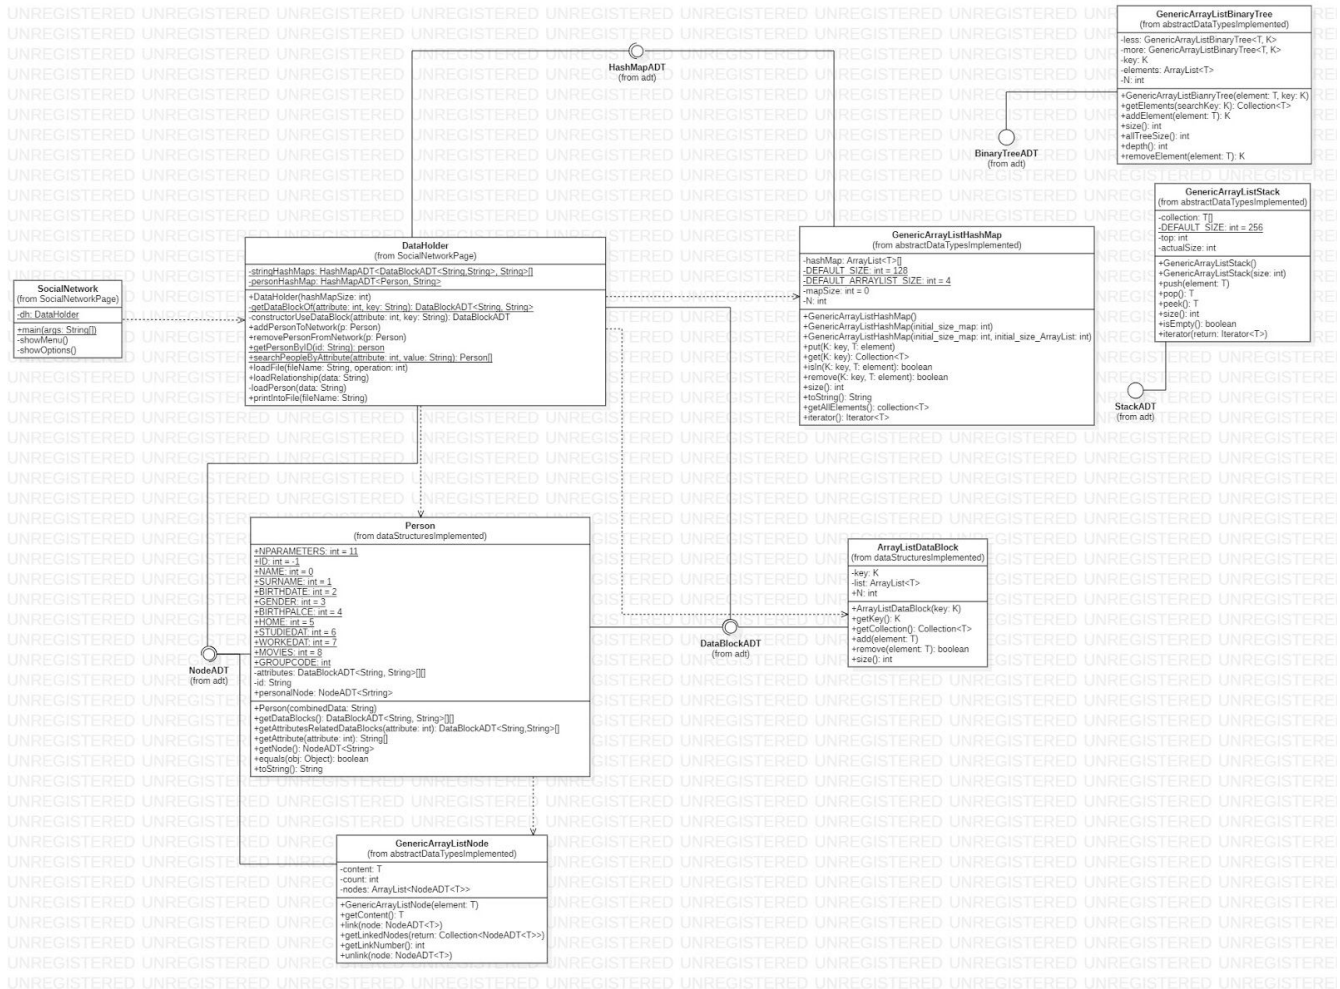 GenericArrayListBinaryTree
(from abstractDataTypesImplemented)
-less: GenericArrayListBinaryTree<T, K>
-more: GenericArrayListBinaryTree<T, K>
-key: K
-elements: ArrayList<T>
-N: int
+GenericArrayListBianryTree(element: T, key: K)
+getElements(searchKey: K): Collection<T>
+addElement(element: T): K
+size(): int
+allTreeSize(): int
+depth(): int
+removeElement(element: T): K
HashMapADT
(from adt)
BinaryTreeADT
(from adt)
GenericArrayListStack
(from abstractDataTypesImplemented)
-collection: T[]
-DEFAULT_SIZE: int = 256
-top: int
-actualSize: int
+GenericArrayListStack()
+GenericArrayListStack(size: int)
+push(element: T)
+pop(): T
+peek(): T
+size(): int
+isEmpty(): boolean
+iterator(return: Iterator<T>)
StackADT
(from adt)
DataHolder
(from SocialNetworkPage)
-stringHashMaps: HashMapADT<DataBlockADT<String,String>, String>[]
-personHashMap: HashMapADT<Person, String>
+DataHolder(hashMapSize: int)
-getDataBlockOf(attribute: int, key: String): DataBlockADT<String, String>
-constructorUseDataBlock(attribute: int, key: String): DataBlockADT
+addPersonToNetwork(p: Person)
+removePersonFromNetwork(p: Person)
+getPersonByID(id: String): person
+searchPeopleByAttribute(attribute: int, value: String): Person[]
+loadFile(fileName: String, operation: int)
+loadRelationship(data: String)
-loadPerson(data: String)
+printIntoFile(fileName: String)
GenericArrayListHashMap
(from abstractDataTypesImplemented)
-hashMap: ArrayList<T>[]
-DEFAULT_SIZE: int = 128
-DEFAULT_ARRAYLIST_SIZE: int = 4
-mapSize: int = 0
-N: int
+GenericArrayListHashMap()
+GenericArrayListHashMap(initial_size_map: int)
+GenericArrayListHashMap(initial_size_map: int, initial_size_ArrayList: int)
+put(K: key, T: element)
+get(K: key): Collection<T>
+isIn(K: key, T: element): boolean
+remove(K: key, T: element): boolean
+size(): int
+toString(): String
+getAllElements(): collection<T>
+iterator(): Iterator<T>
SocialNetwork
(from SocialNetworkPage)
-dh: DataHolder
+main(args: String[])
-showMenu()
-showOptions()
Person
(from dataStructuresImplemented)
+NPARAMETERS: int = 11
+ID: int = -1
+NAME: int = 0
+SURNAME: int = 1
+BIRTHDATE: int = 2
+GENDER: int = 3
+BIRTHPALCE: int = 4
+HOME: int = 5
+STUDIEDAT: int = 6
+WORKEDAT: int = 7
+MOVIES: int = 8
+GROUPCODE: int
-attributes: DataBlockADT<String, String>[][]
-id: String
+personalNode: NodeADT<Srtring>
+Person(combinedData: String)
+getDataBlocks(): DataBlockADT<String, String>[][]
+getAttributesRelatedDataBlocks(attribute: int): DataBlockADT<String,String>[]
+getAttribute(attribute: int): String[]
+getNode(): NodeADT<String>
+equals(obj: Object): boolean
+toString(): String
ArrayListDataBlock
(from dataStructuresImplemented)
-key: K
-list: ArrayList<T>
+N: int
+ArrayListDataBlock(key: K)
+getKey(): K
+getCollection(): Collection<T>
+add(element: T)
+remove(element: T): boolean
+size(): int
DataBlockADT
(from adt)
NodeADT
(from adt)
GenericArrayListNode
(from abstractDataTypesImplemented)
-content: T
-count: int
-nodes: ArrayList<NodeADT<T>>
+GenericArrayListNode(element: T)
+getContent(): T
+link(node: NodeADT<T>)
+getLinkedNodes(return: Collection<NodeADT<T>>)
+getLinkNumber(): int
+unlink(node: NodeADT<T>)
UNREGISTERED